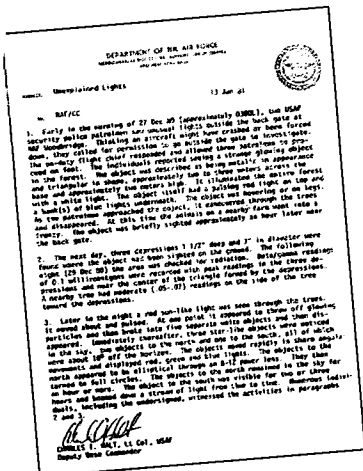 DEPARTMENT OF THE AIR FORCE
Unexplained Lights
13 Jan 81
RAF/CC
1. Early in the morning of 27 Dec 80 (approximately 0300L), two USAF
security police patrolmen saw unusual lights outside the back gate at
RAF Woodbridge. Thinking an aircraft might have crashed or been forced
down, they called for permission to go outside the gate to investigate.
The on-duty flight chief responded and allowed three patrolmen to pro-
ceed on foot. The individuals reported seeing a strange glowing object
in the forest. The object was described as being metalic in appearance
and triangular in shape, approximately two to three meters across the
base and approximately two meters high. It illuminated the entire forest
with a white light. The object itself had a pulsing red light on top and
a bank(s) of blue lights underneath. The object was hovering or on legs.
As the patrolmen approached the object, it maneuvered through the trees
and disappeared. At this time the animals on a nearby farm went into a
frenzy. The object was briefly sighted approximately an hour later near
the back gate.
2. The next day, three depressions 1 1/2" deep and 7" in diameter were
found where the object had been sighted on the ground. The following
night (29 Dec 80) the area was checked for radiation. Beta/gamma readings
of 0.1 milliroentgens were recorded with peak readings in the three de-
pressions and near the center of the triangle formed by the depressions.
A nearby tree had moderate (.05-.07) readings on the side of the tree
toward the depressions.
3. Later in the night a red sun-like light was seen through the trees.
It moved about and pulsed. At one point it appeared to throw off glowing
particles and then broke into five separate white objects and then dis-
appeared. Immediately thereafter, three star-like objects were noticed
in the sky, two objects to the north and one to the south, all of which
were about 10° off the horizon. The objects moved rapidly in sharp angular
movements and displayed red, green and blue lights. The objects to the
north appeared to be elliptical through an 8-12 power lens. They then
turned to full circles. The objects to the north remained in the sky for
an hour or more. The object to the south was visible for two or three
hours and beamed down a stream of light from time to time. Numerous indivi-
duals, including the undersigned, witnessed the activities in paragraphs
2 and 3.
CHARLES I. HALT, Lt Col, USAF
Deputy Base Commander